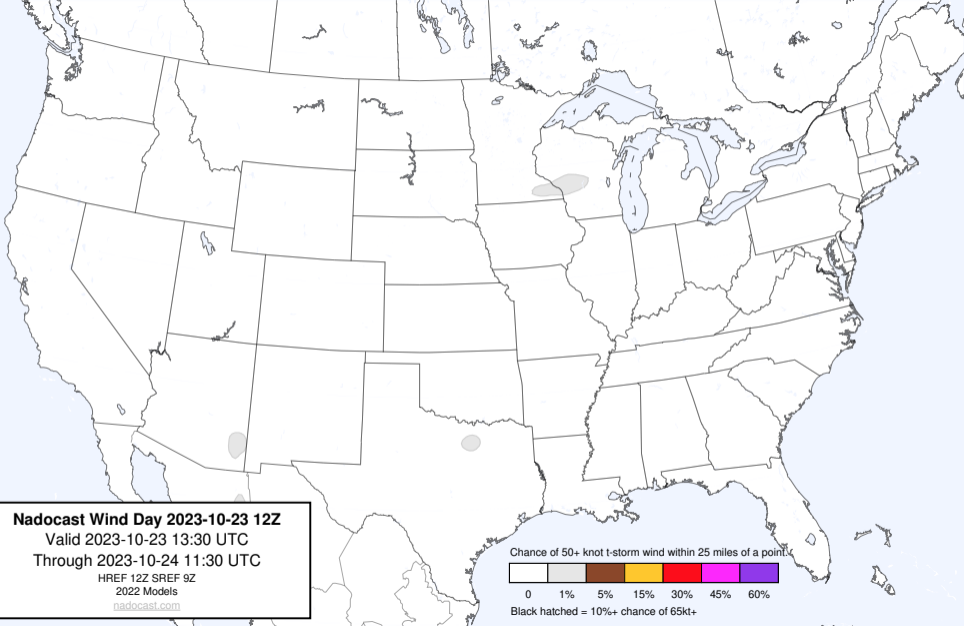 Nadocast Wind Day 2023-10-23 12Z
Valid 2023-10-23 13:30 UTC
Through 2023-10-24 11:30 UTC
HREF 12Z SREF 9Z
2022 Models
nadocast.com
Chance of 50+ knot t-storm wind within 25 miles of a point.
0 1% 5% 15% 30% 45% 60%
Black hatched = 10%+ chance of 65kt+